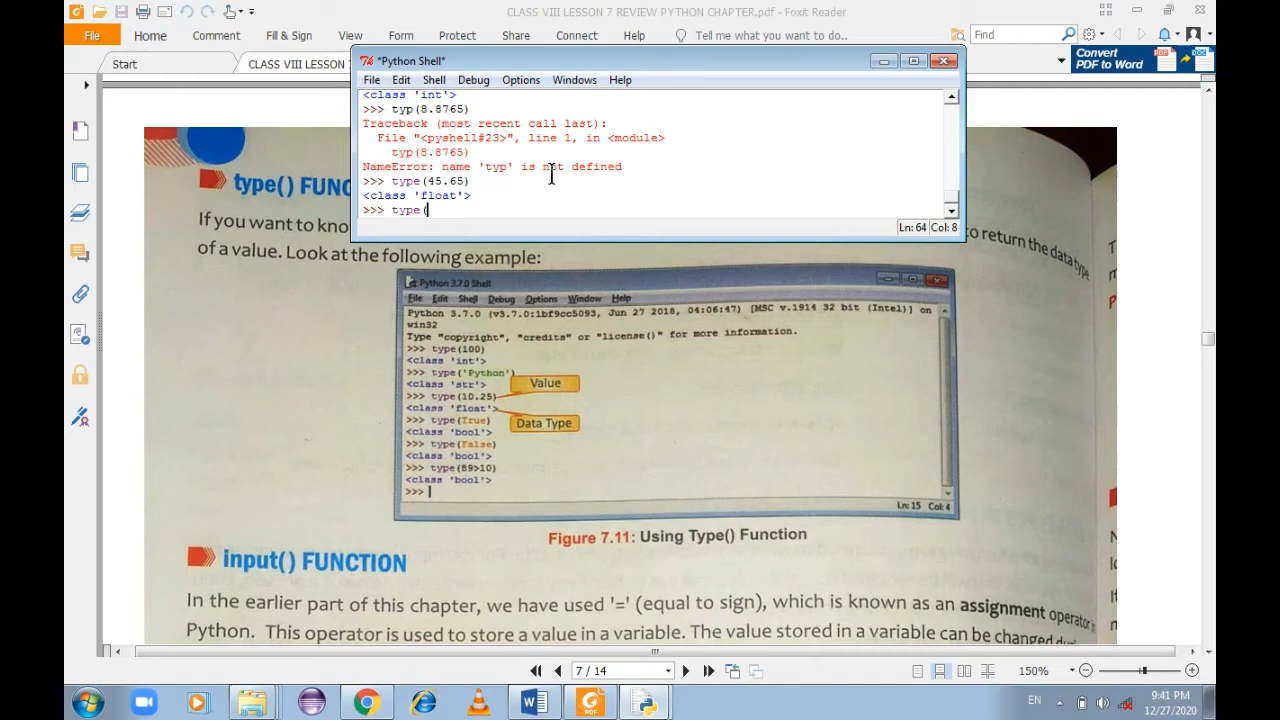 CLASS VIII LESSON 7 REVIEW PYTHON CHAPTER.pdf - Foxit Reader
File Home Comment Fill & Sign View Form Protect Share Connect Help Tell me what you want to do.. Find
Start CLASS VIII LESSON 7
Convert
PDF to Word
*Python Shell*
File Edit Shell Debug Options Windows Help
<class 'int'>
>>> typ(8.8765)
Traceback (most recent call last):
File "<pyshell#23>", line 1, in <module>
typ(8.8765)
NameError: name 'typ' is not defined
>>> type(45.65)
<class 'float'>
>>> type(
Ln: 64 Col: 8
type() FUNC
If you want to kno
to return the data type
of a value. Look at the following example:
Python 3.7.0 Shell
File Edit Shell Debug Options Window Help
Python 3.7.0 (v3.7.0:1bf9cc5093, Jun 27 2018, 04:06:47) [MSC v.1914 32 bit (Intel)] on
win32
Type "copyright", "credits" or "license()" for more information.
>>> type(100)
<class 'int'>
>>> type('Python')
<class 'str'>
Value
>>> type(10.25)
<class 'float'>
>>> type(True)
Data Type
<class 'bool'>
>>> type(False)
<class 'bool'>
>>> type(89>10)
<class 'bool'>
>>>
Ln: 15 Col: 4
Figure 7.11: Using Type() Function
input() FUNCTION
In the earlier part of this chapter, we have used '=' (equal to sign), which is known as an assignment operator in
Python. This operator is used to store a value in a variable. The value stored in a variable can be changed
7 / 14
150%
EN
9:41 PM
12/27/2020